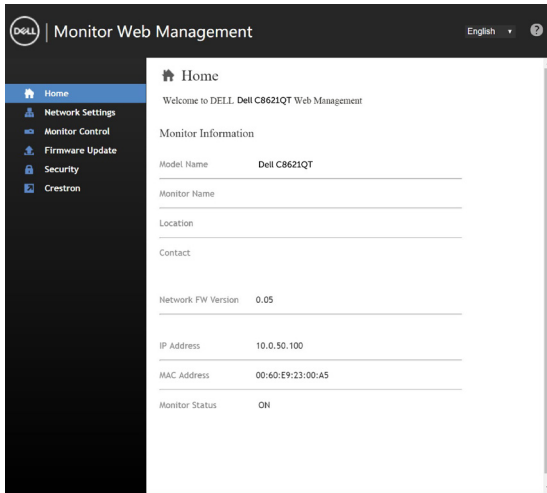 DELL
Monitor Web Management
English
?
Home
Network Settings
Monitor Control
Firmware Update
Security
Crestron
Home
Welcome to DELL Dell C8621QT Web Management
Monitor Information
Model Name Dell C8621QT
Monitor Name
Location
Contact
Network FW Version 0.05
IP Address 10.0.50.100
MAC Address 00:60:E9:23:00:A5
Monitor Status ON